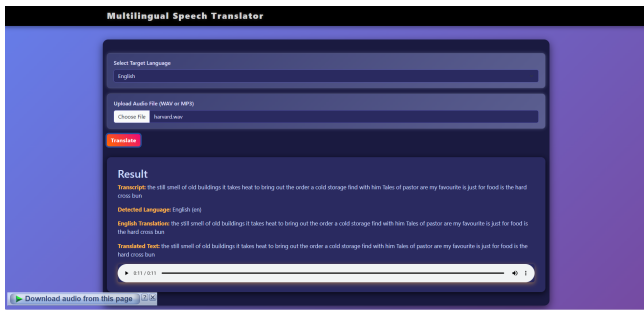 Multilingual Speech Translator
Select Target Language
English
Upload Audio File (WAV or MP3)
Choose File harvard.wav
Translate
Result
Transcript: the still smell of old buildings it takes heat to bring out the order a cold storage find with him Tales of pastor are my favourite is just for food is the hard
cross bun
Detected Language: English (en)
English Translation: the still smell of old buildings it takes heat to bring out the order a cold storage find with him Tales of pastor are my favourite is just for food is
the hard cross bun
Translated Text: the still smell of old buildings it takes heat to bring out the order a cold storage find with him Tales of pastor are my favourite is just for food is the
hard cross bun
0:11 / 0:11
Download audio from this page ? X